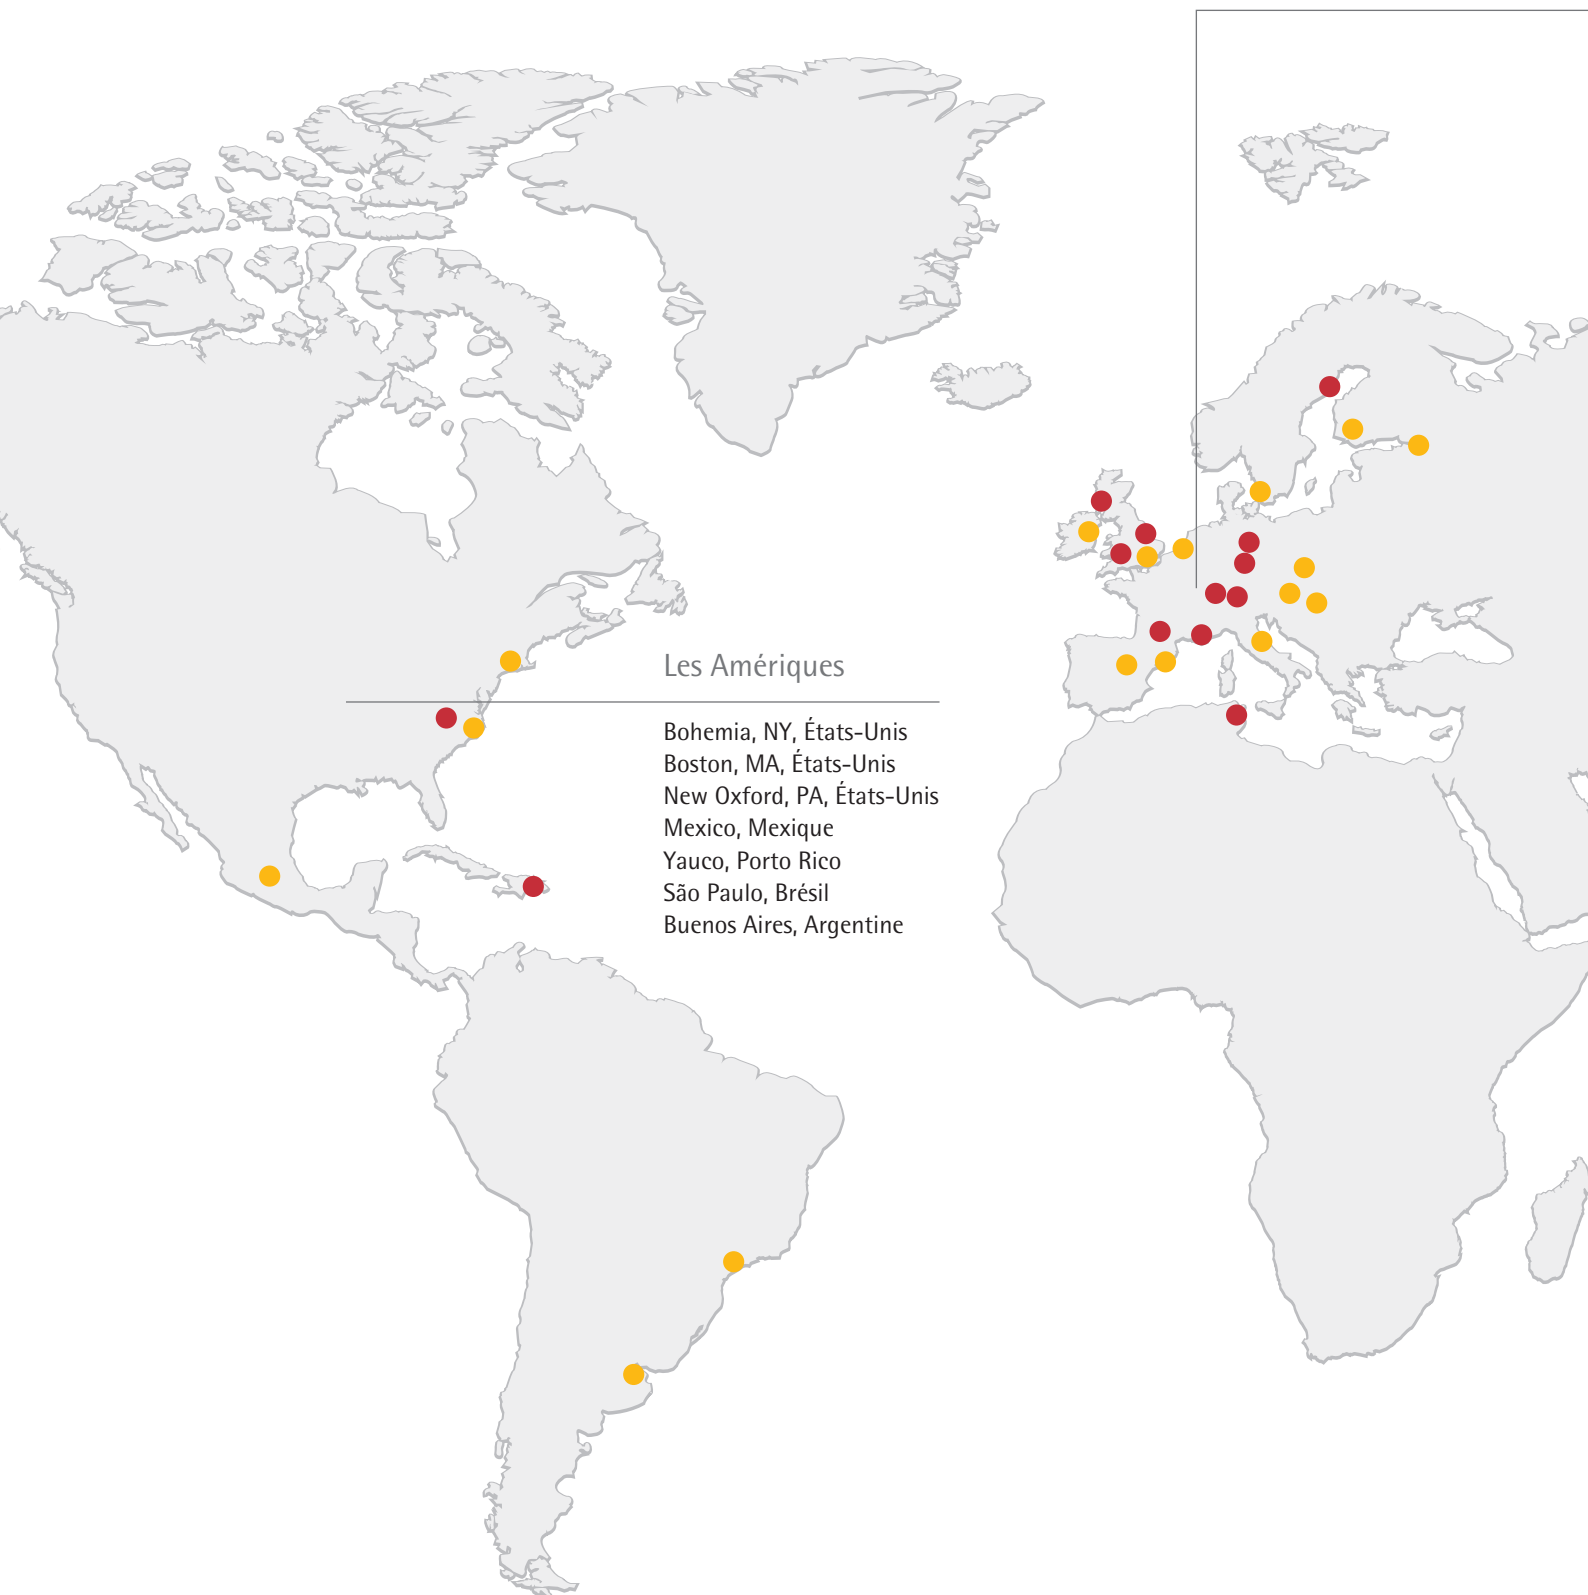 Les Amériques
Bohemia, NY, États-Unis
Boston, MA, États-Unis
New Oxford, PA, États-Unis
Mexico, Mexique
Yauco, Porto Rico
São Paulo, Brésil
Buenos Aires, Argentine